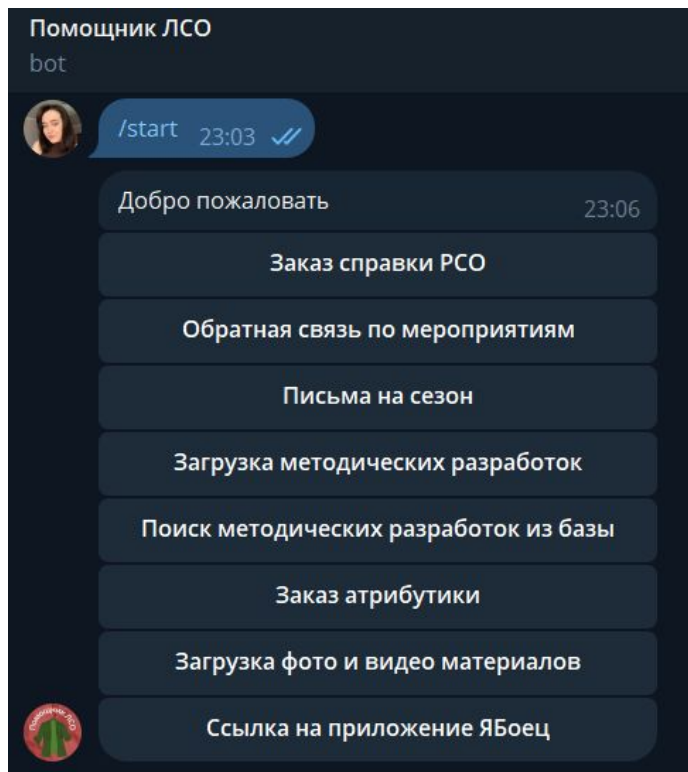 Помощник ЛСО
bot
/start 23:03
Добро пожаловать 23:06
Заказ справки РСО
Обратная связь по мероприятиям
Письма на сезон
Загрузка методических разработок
Поиск методических разработок из базы
Заказ атрибутики
Загрузка фото и видео материалов
Помощник ЛСО
Ссылка на приложение ЯБоец